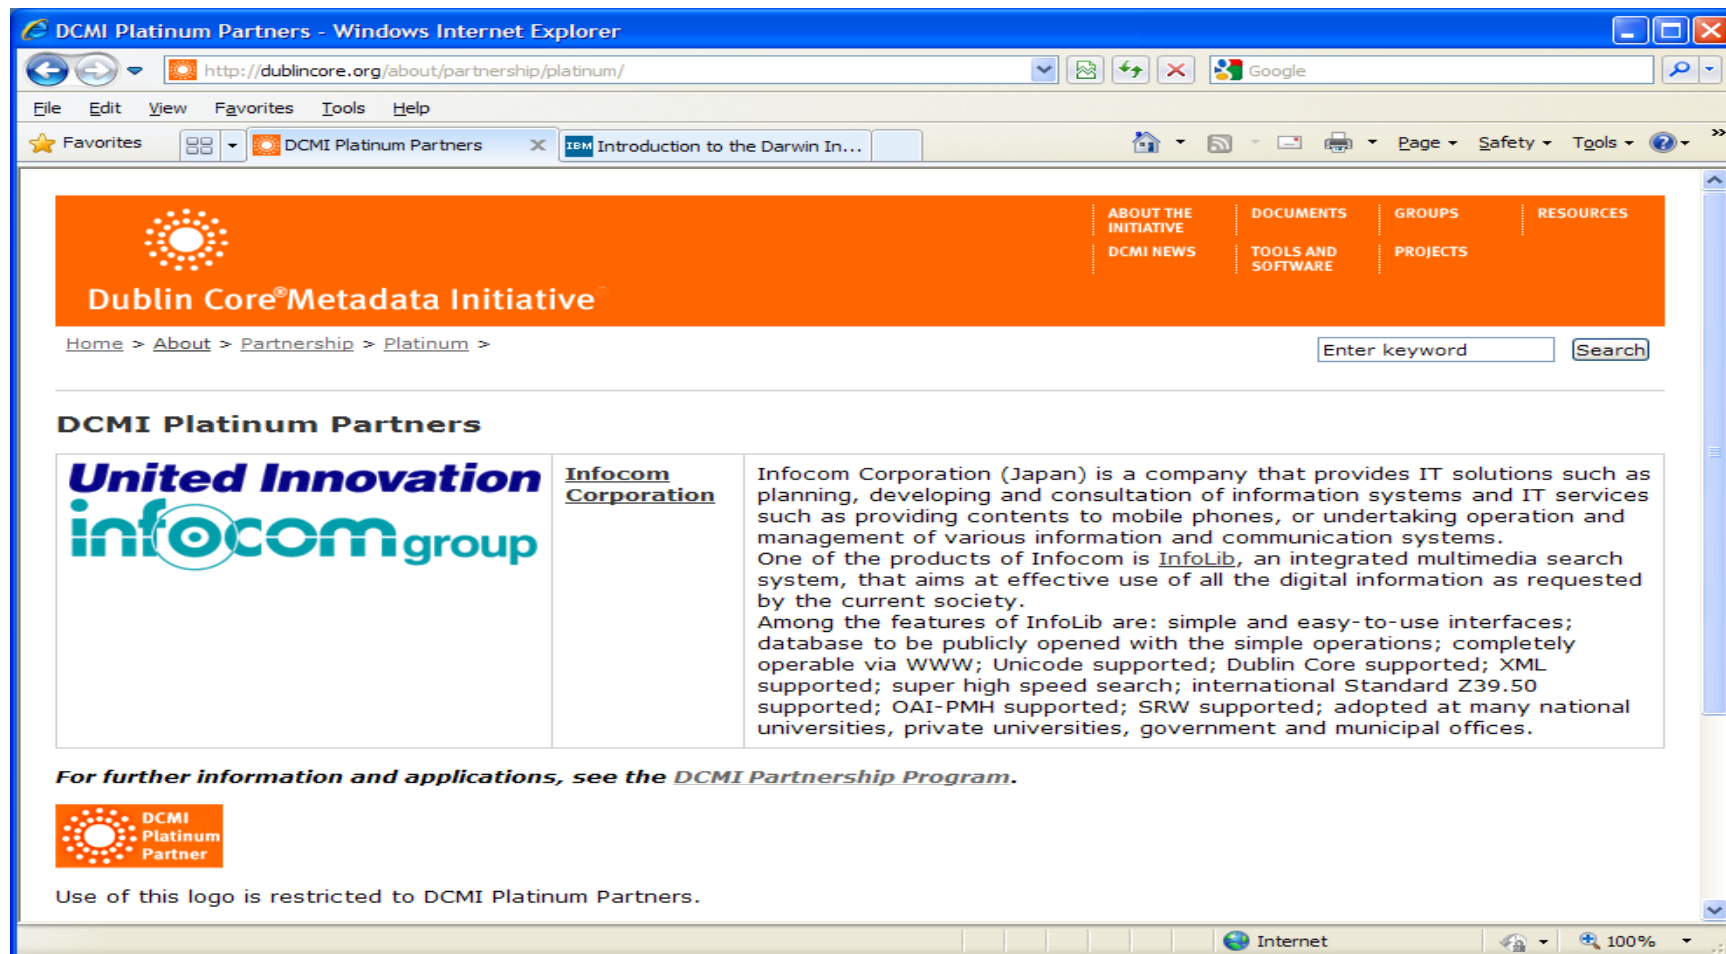 DCMI Platinum Partners - Windows Internet Explorer
http://dublincore.org/about/partnership/platinum/
Google
File Edit View Favorites Tools Help
Favorites DCMI Platinum Partners Introduction to the Darwin In... Page Safety Tools
ABOUT THE INITIATIVE DOCUMENTS GROUPS RESOURCES
DCMI NEWS TOOLS AND SOFTWARE PROJECTS
Dublin Core®Metadata Initiative
Home > About > Partnership > Platinum >
Enter keyword Search
DCMI Platinum Partners
United Innovation
infocom group
Infocom
Corporation
Infocom Corporation (Japan) is a company that provides IT solutions such as
planning, developing and consultation of information systems and IT services
such as providing contents to mobile phones, or undertaking operation and
management of various information and communication systems.
One of the products of Infocom is InfoLib, an integrated multimedia search
system, that aims at effective use of all the digital information as requested
by the current society.
Among the features of InfoLib are: simple and easy-to-use interfaces;
database to be publicly opened with the simple operations; completely
operable via WWW; Unicode supported; Dublin Core supported; XML
supported; super high speed search; international Standard Z39.50
supported; OAI-PMH supported; SRW supported; adopted at many national
universities, private universities, government and municipal offices.
For further information and applications, see the DCMI Partnership Program.
DCMI
Platinum
Partner
Use of this logo is restricted to DCMI Platinum Partners.
Internet 100%